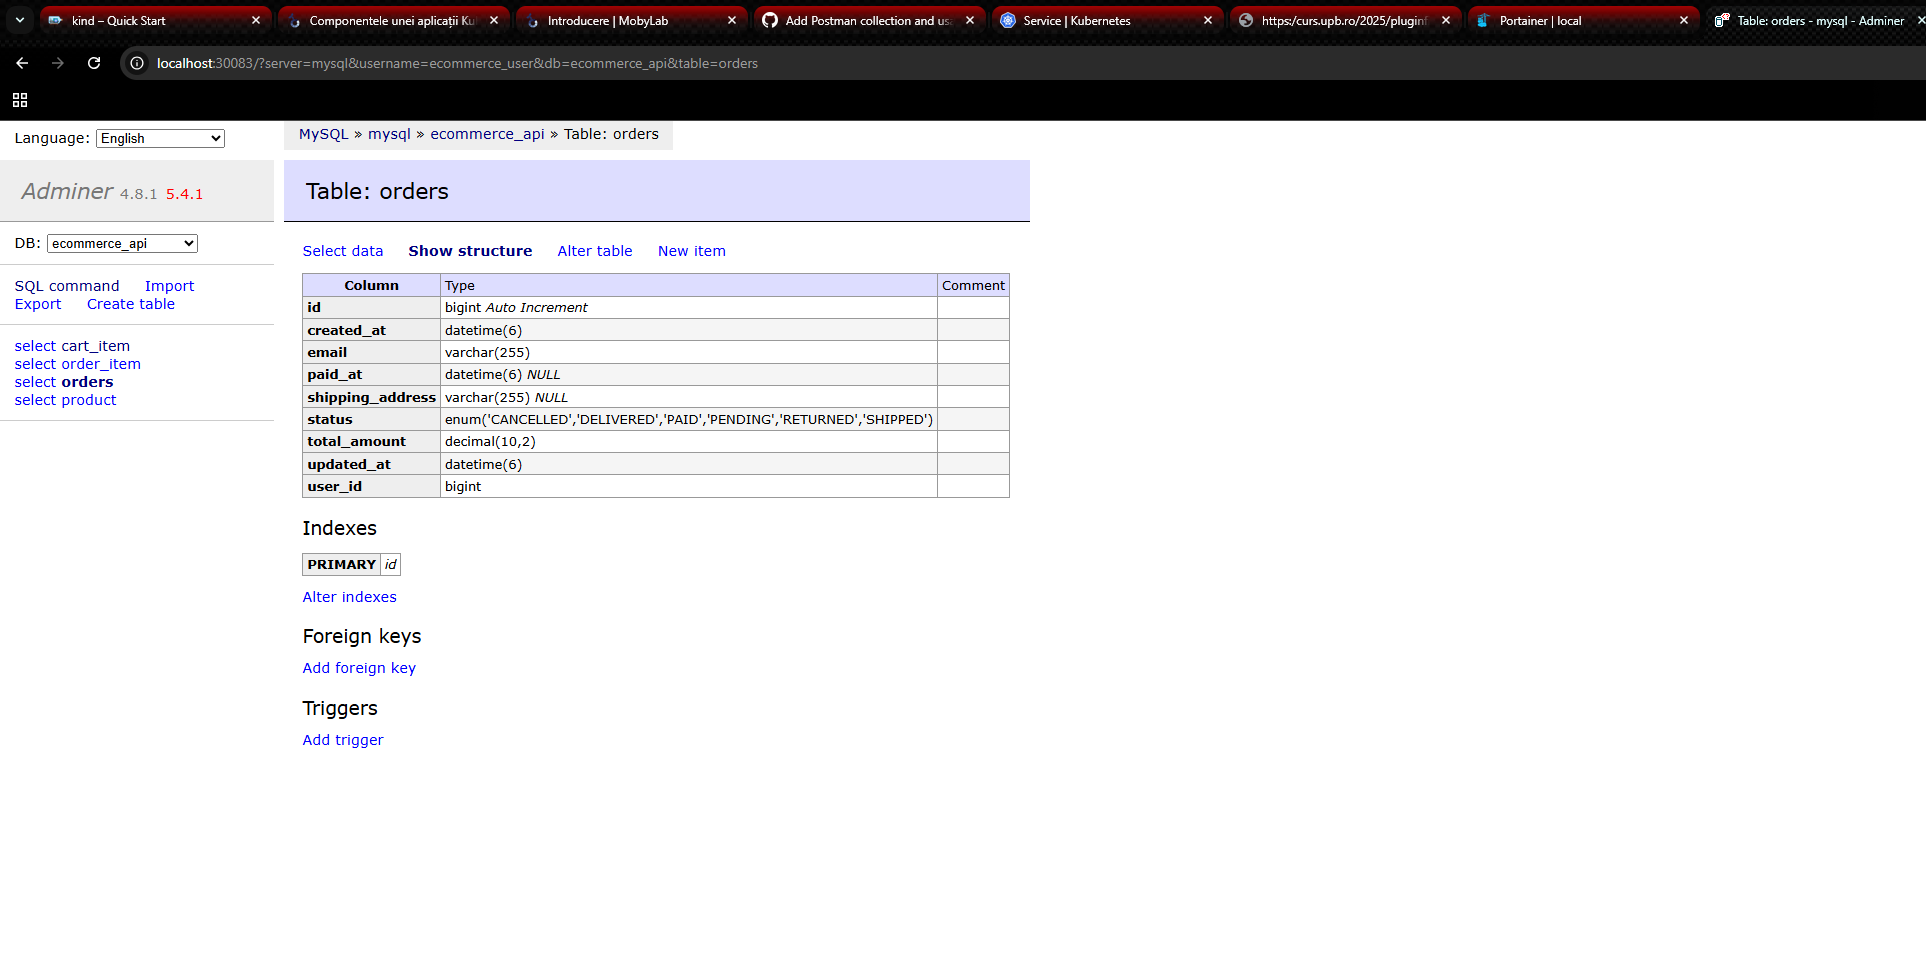 kind – Quick Start
Componentele unei aplicații Ku
Introducere | MobyLab
Add Postman collection and usa
Service | Kubernetes
https:/curs.upb.ro/2025/pluginf
Portainer | local
Table: orders - mysql - Adminer
localhost:30083/?server=mysql&username=ecommerce_user&db=ecommerce_api&table=orders
Language: English
MySQL » mysql » ecommerce_api » Table: orders
Adminer 4.8.1 5.4.1
Table: orders
DB: ecommerce_api
Select data Show structure Alter table New item
SQL command Import
Export Create table
select cart_item
select order_item
select orders
select product
Column Type Comment
id bigint Auto Increment
created_at datetime(6)
email varchar(255)
paid_at datetime(6) NULL
shipping_address varchar(255) NULL
status enum('CANCELLED','DELIVERED','PAID','PENDING','RETURNED','SHIPPED')
total_amount decimal(10,2)
updated_at datetime(6)
user_id bigint
Indexes
PRIMARY id
Alter indexes
Foreign keys
Add foreign key
Triggers
Add trigger